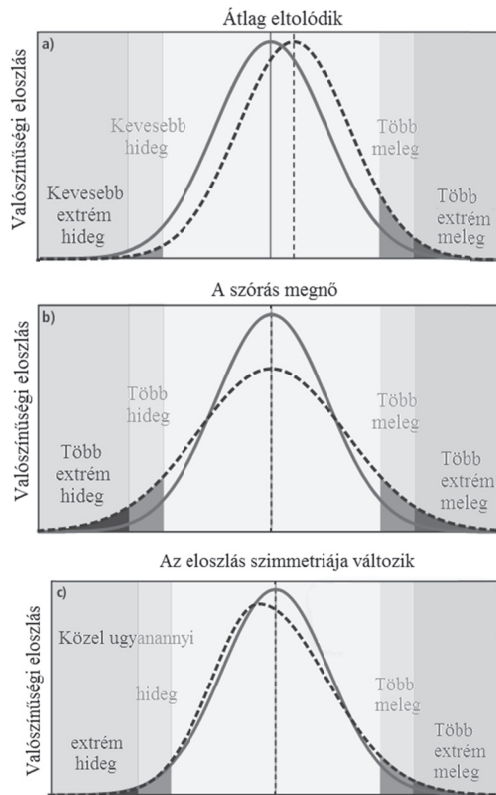 Átlag eltolódik
a)
Valószínűségi eloszlás
Kevesebb
hideg
Kevesebb
extrém
hideg
Több
meleg
Több
extrém
meleg
A szórás megnő
b)
Valószínűségi eloszlás
Több
hideg
Több
extrém
hideg
Több
meleg
Több
extrém
meleg
Az eloszlás szimmetriája változik
c)
Valószínűségi eloszlás
Közel ugyanannyi
hideg
extrém
hideg
Több
meleg
Több
extrém
meleg